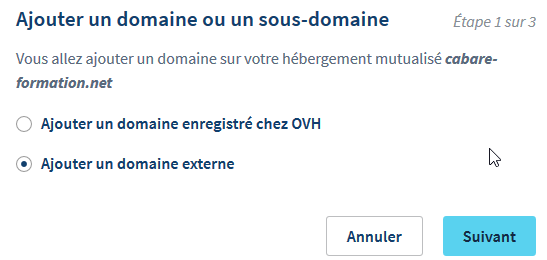 Ajouter un domaine ou un sous-domaine
Étape 1 sur 3
Vous allez ajouter un domaine sur votre hébergement mutualisé cabare-
formation.net
Ajouter un domaine enregistré chez OVH
Ajouter un domaine externe
Annuler
Suivant